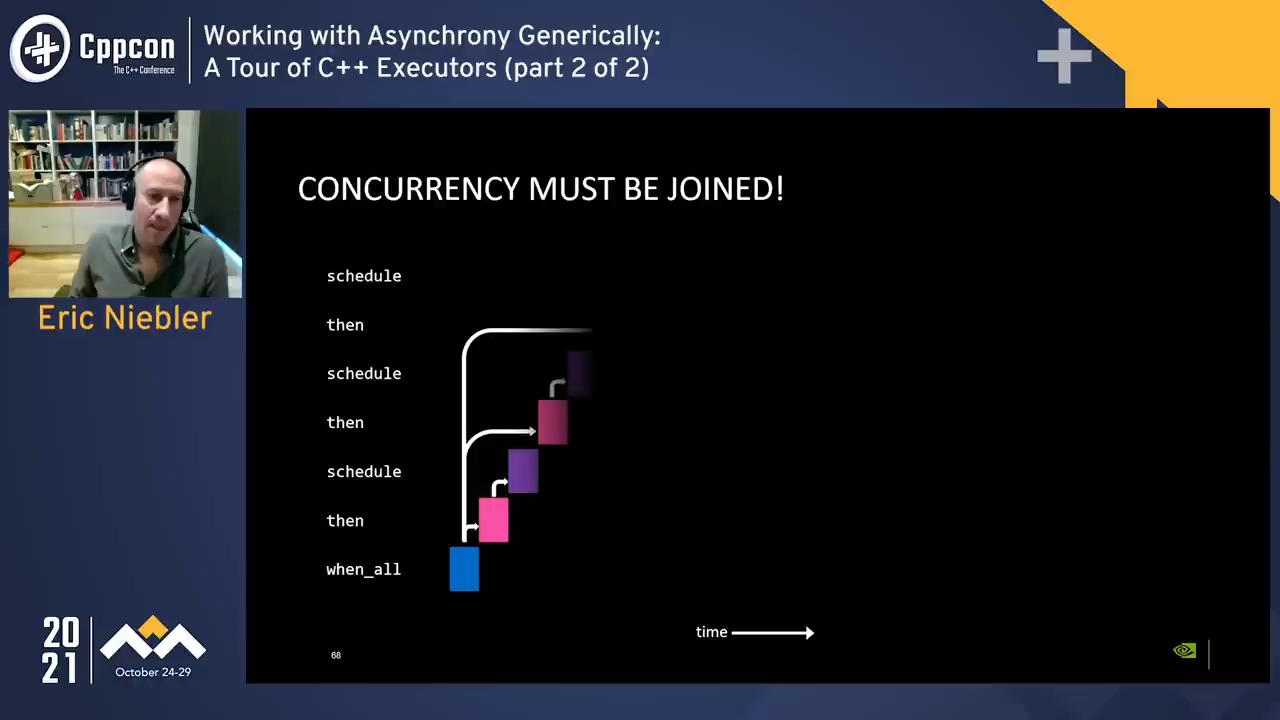 Cppcon
The C++ Conference
Working with Asynchrony Generically:
A Tour of C++ Executors (part 2 of 2)
Eric Niebler
CONCURRENCY MUST BE JOINED!
schedule
then
schedule
then
schedule
then
when_all
time
68
20
21
October 24-29